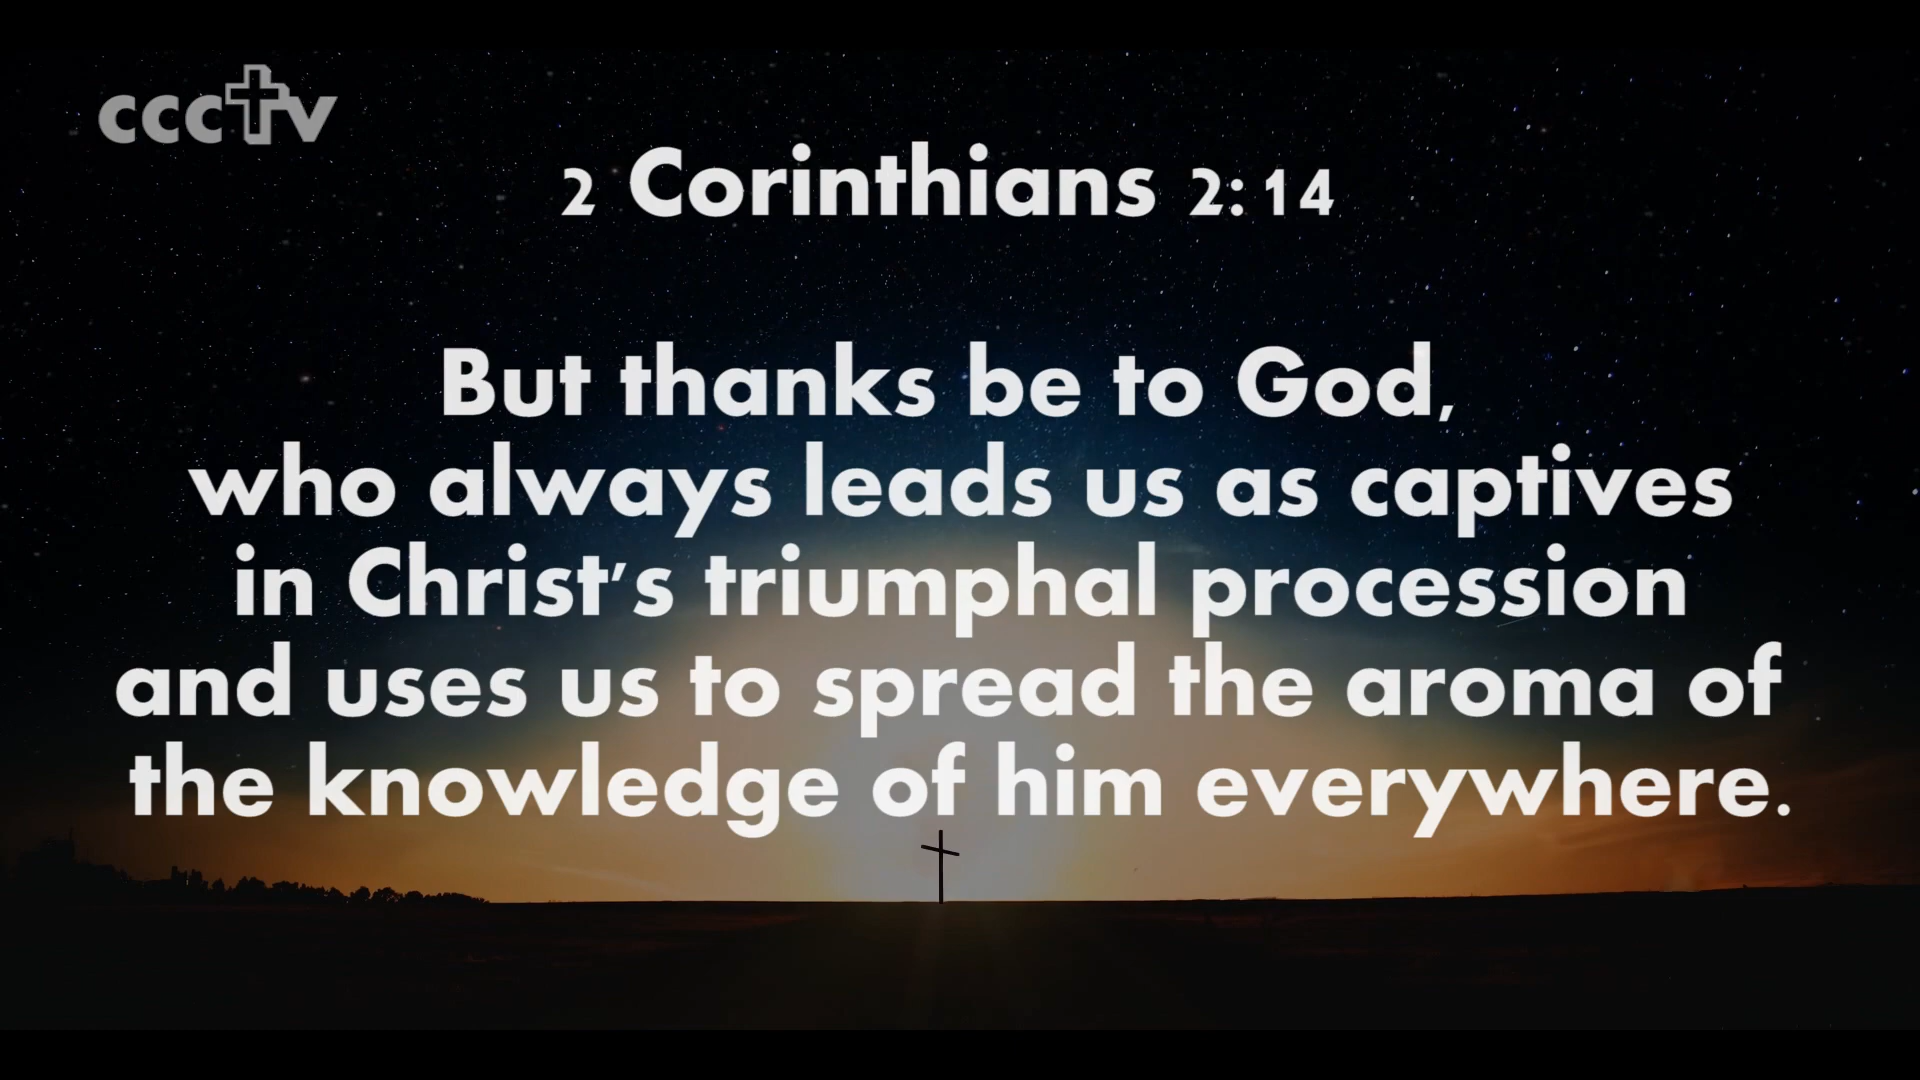 ccctv
2 Corinthians 2:14
But thanks be to God,
who always leads us as captives
in Christ's triumphal procession
and uses us to spread the aroma of
the knowledge of him everywhere.